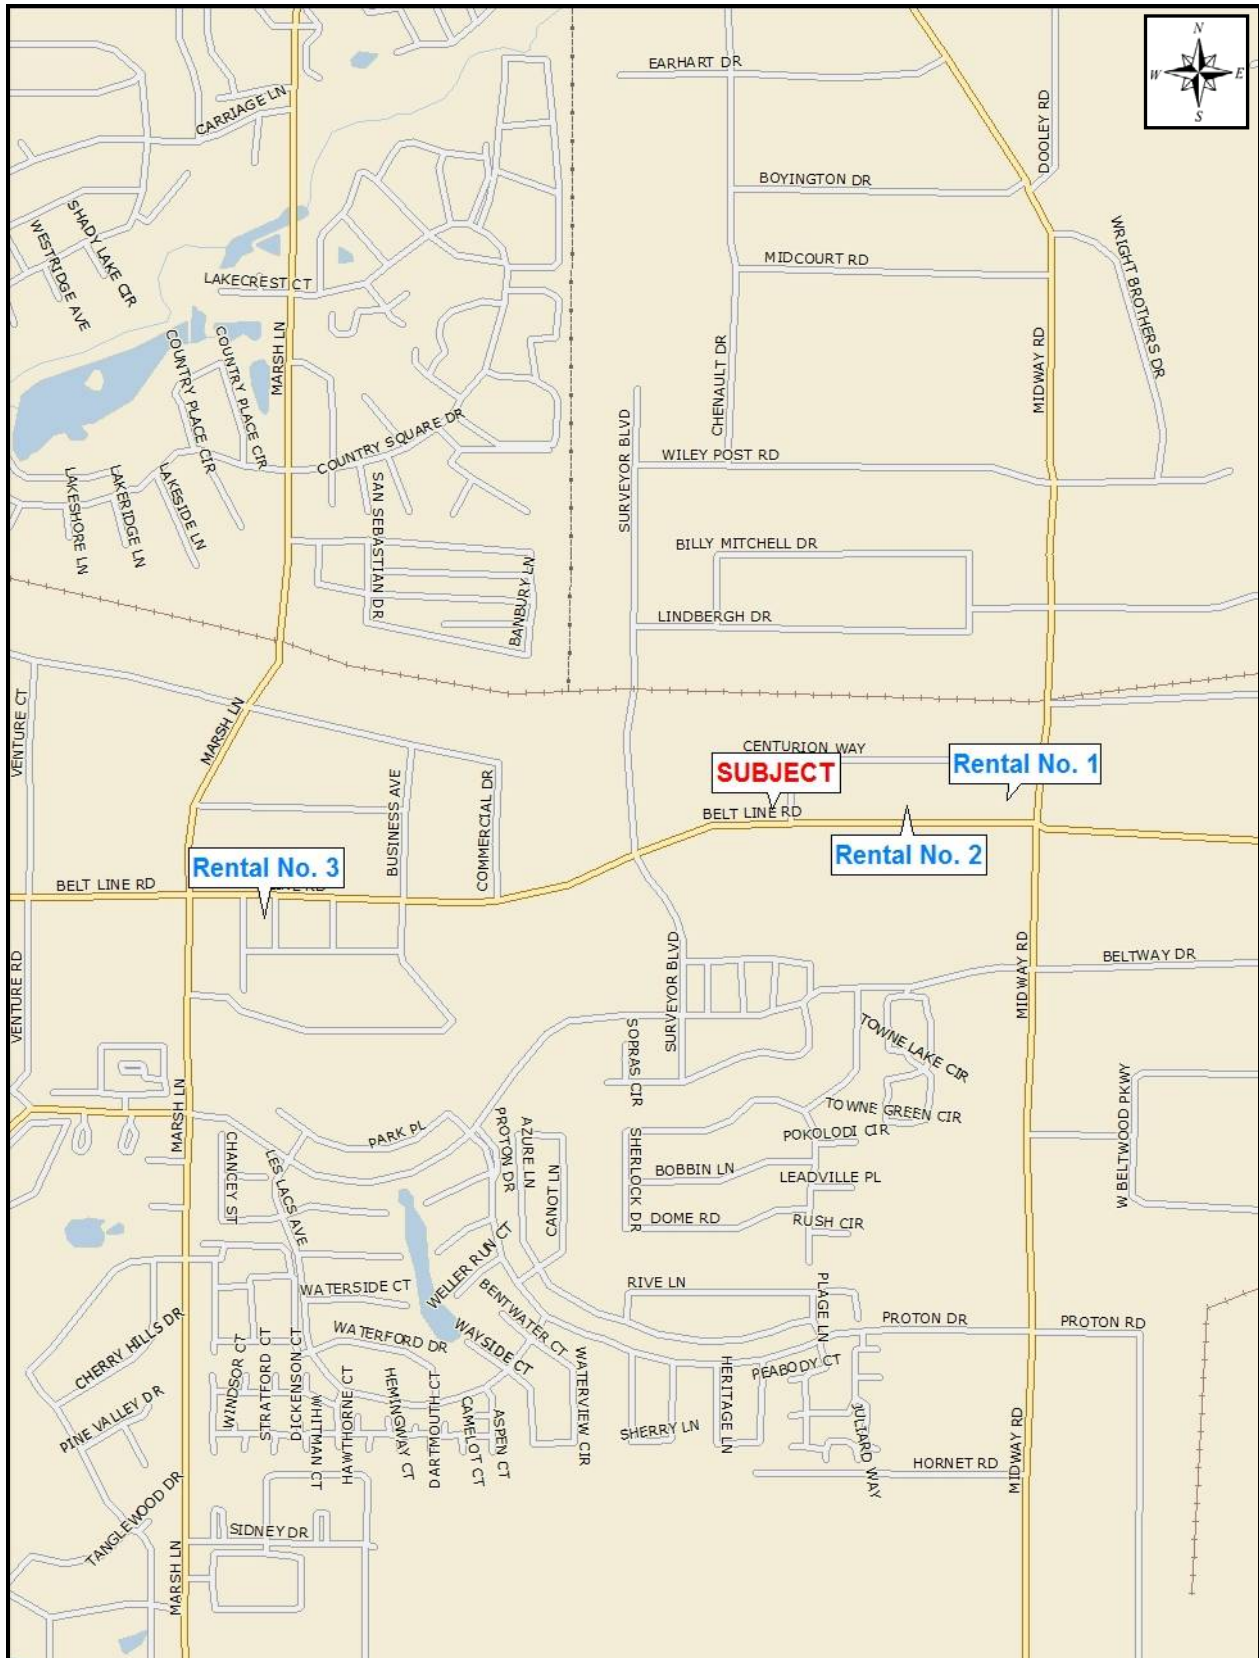 N
W
E
S
EARHART DR
DOOLEY RD
CARRIAGE LN
BOYINGTON DR
SHADY LAKE CIR
WESTRIDGE AVE
WRIGHT BROTHERS DR
MIDCOURT RD
LAKECREST CT
COUNTRY PLACE CIR
COUNTRY PLACE CIR
MARSH LN
CHENAULT DR
MIDWAY RD
COUNTRY SQUARE DR
SURVEYOR BLVD
WILEY POST RD
LAKESHORE LN
LAKERIDGE LN
LAKESIDE LN
SAN SEBASTIAN DR
BILLY MITCHELL DR
BANBURY LN
LINDBERGH DR
VENTURE CT
MARSH LN
CENTURION WAY
SUBJECT
Rental No. 1
BUSINESS AVE
COMMERCIAL DR
BELT LINE RD
Rental No. 2
Rental No. 3
BELT LINE RD
VENTURE RD
SURVEYOR BLVD
MIDWAY RD
BELTWAY DR
SOPRAS CIR
TOWNE LAKE CIR
MARSH LN
TOWNE GREEN CIR
W BELTWOOD PKWY
PARK PL
PROTON DR
AZURE LN
CANOT LN
SHERLOCK DR
POKOLODI CIR
CHANCEY ST
LES LACS AVE
BOBBIN LN
LEADVILLE PL
DOME RD
RUSH CIR
WELLER RUN CT
WATERSIDE CT
RIVE LN
PLAGE LN
BENTWATER CT
CHERRY HILLS DR
WATERFORD DR
WAYSIDE CT
PROTON DR
PROTON RD
WINDSOR CT
STRATFORD CT
DICKENSON CT
WHITMAN CT
HAWTHORNE CT
HEMINGWAY CT
DARTMOUTH CT
CAMELOT CT
ASPEN CT
WATERVIEW CIR
HERITAGE LN
PEABODY CT
PINE VALLEY DR
SHERRY LN
JULIARD WAY
MIDWAY RD
HORNET RD
TANGLEWOOD DR
SIDNEY DR
MARSH LN